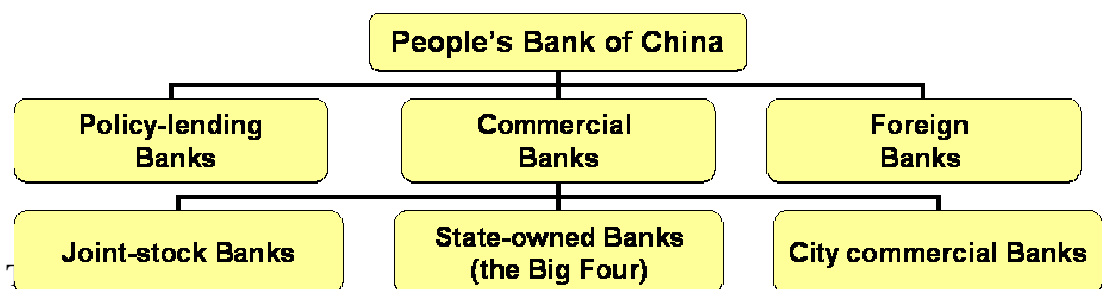 People's Bank of China
Policy-lending
Banks
Commercial
Banks
Foreign
Banks
Joint-stock Banks
State-owned Banks
(the Big Four)
City commercial Banks